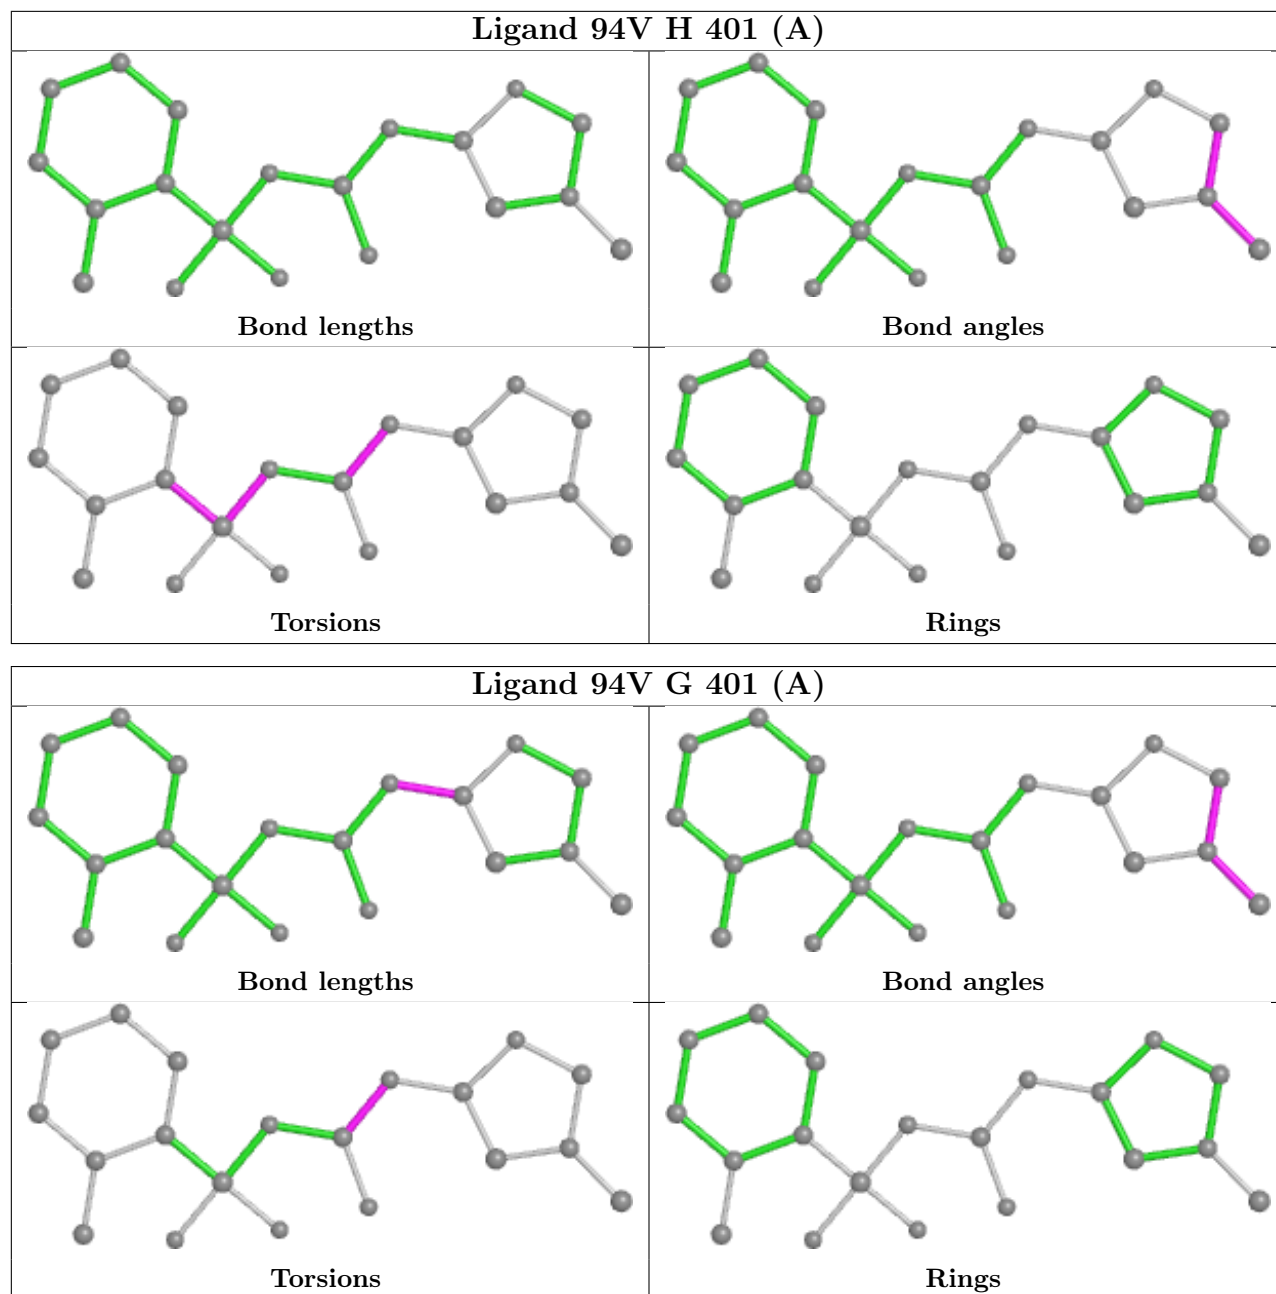 Ligand 94V H 401 (A)
Bond lengths
Bond angles
Torsions
Rings
Ligand 94V G 401 (A)
Bond lengths
Bond angles
Torsions
Rings